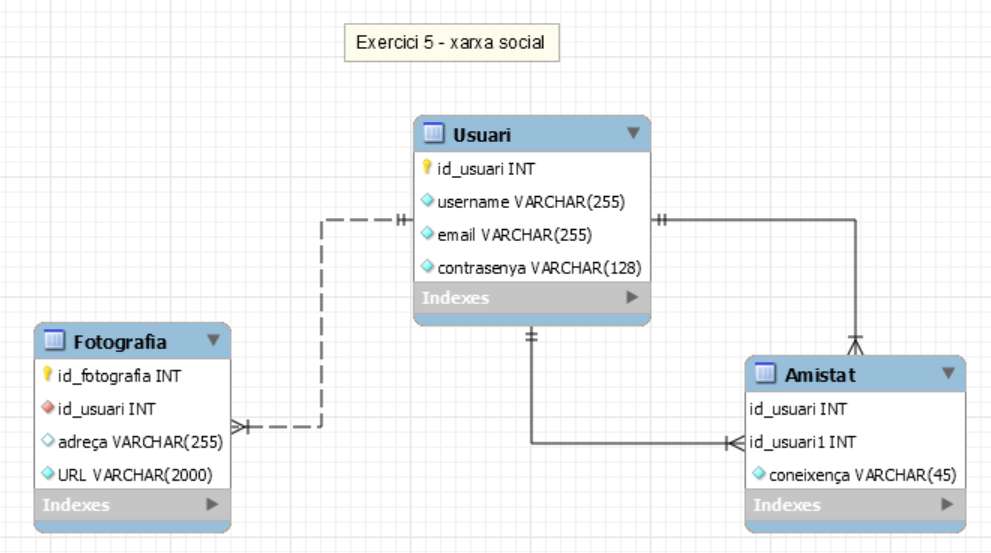 Exercici 5 - xarxa social
Usuari
id_usuari INT
username VARCHAR(255)
email VARCHAR(255)
contrasenya VARCHAR(128)
Indexes
Fotografia
id_fotografia INT
id_usuari INT
adreça VARCHAR(255)
URL VARCHAR(2000)
Indexes
Amistat
id_usuari INT
id_usuari1 INT
coneixença VARCHAR(45)
Indexes